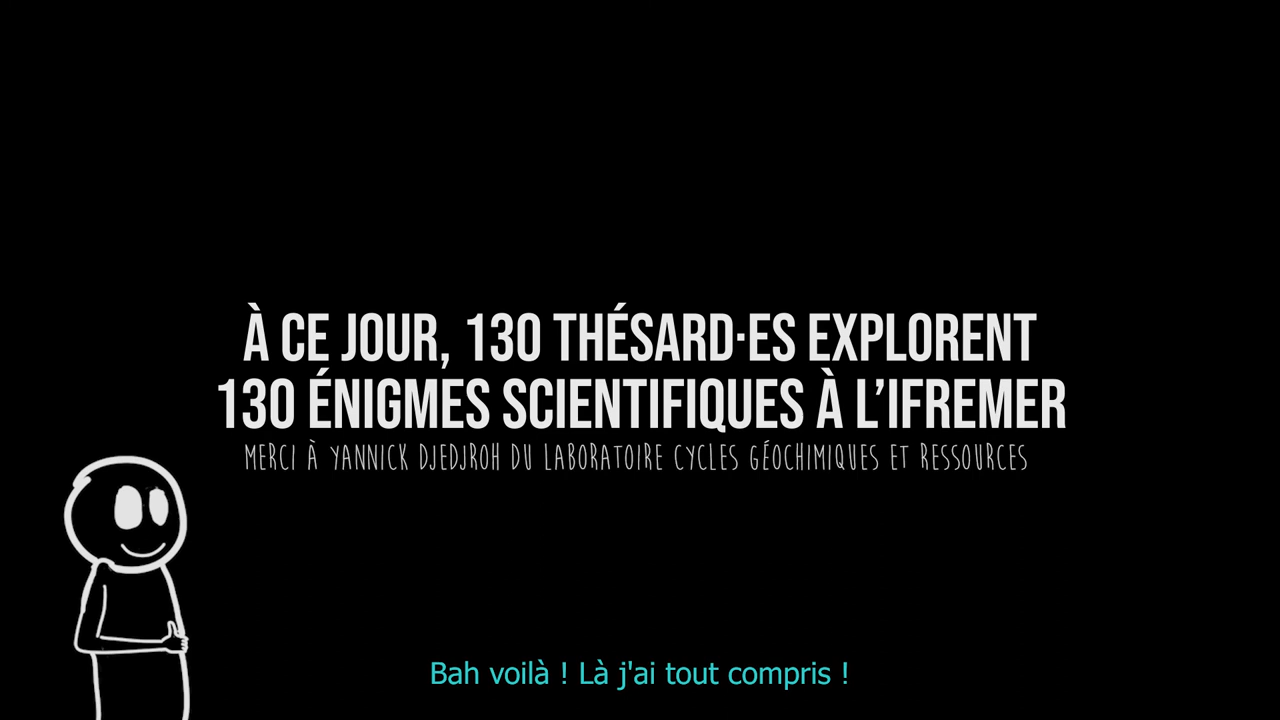 À CE JOUR, 130 THÉSARD·ES EXPLORENT
130 ÉNIGMES SCIENTIFIQUES À L’IFREMER
MERCI À YANNICK DJEDJROH DU LABORATOIRE CYCLES GÉOCHIMIQUES ET RESSOURCES
Bah voilà ! Là j'ai tout compris !